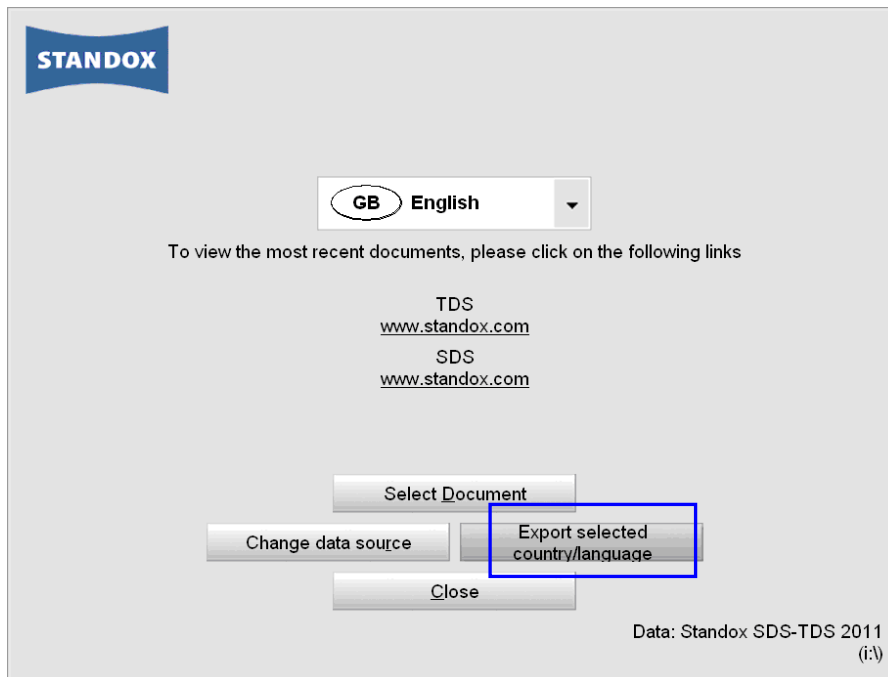 STANDOX
GB English
To view the most recent documents, please click on the following links
TDS
www.standox.com
SDS
www.standox.com
Select Document
Change data source
Export selected
country/language
Close
Data: Standox SDS-TDS 2011
(i:\)